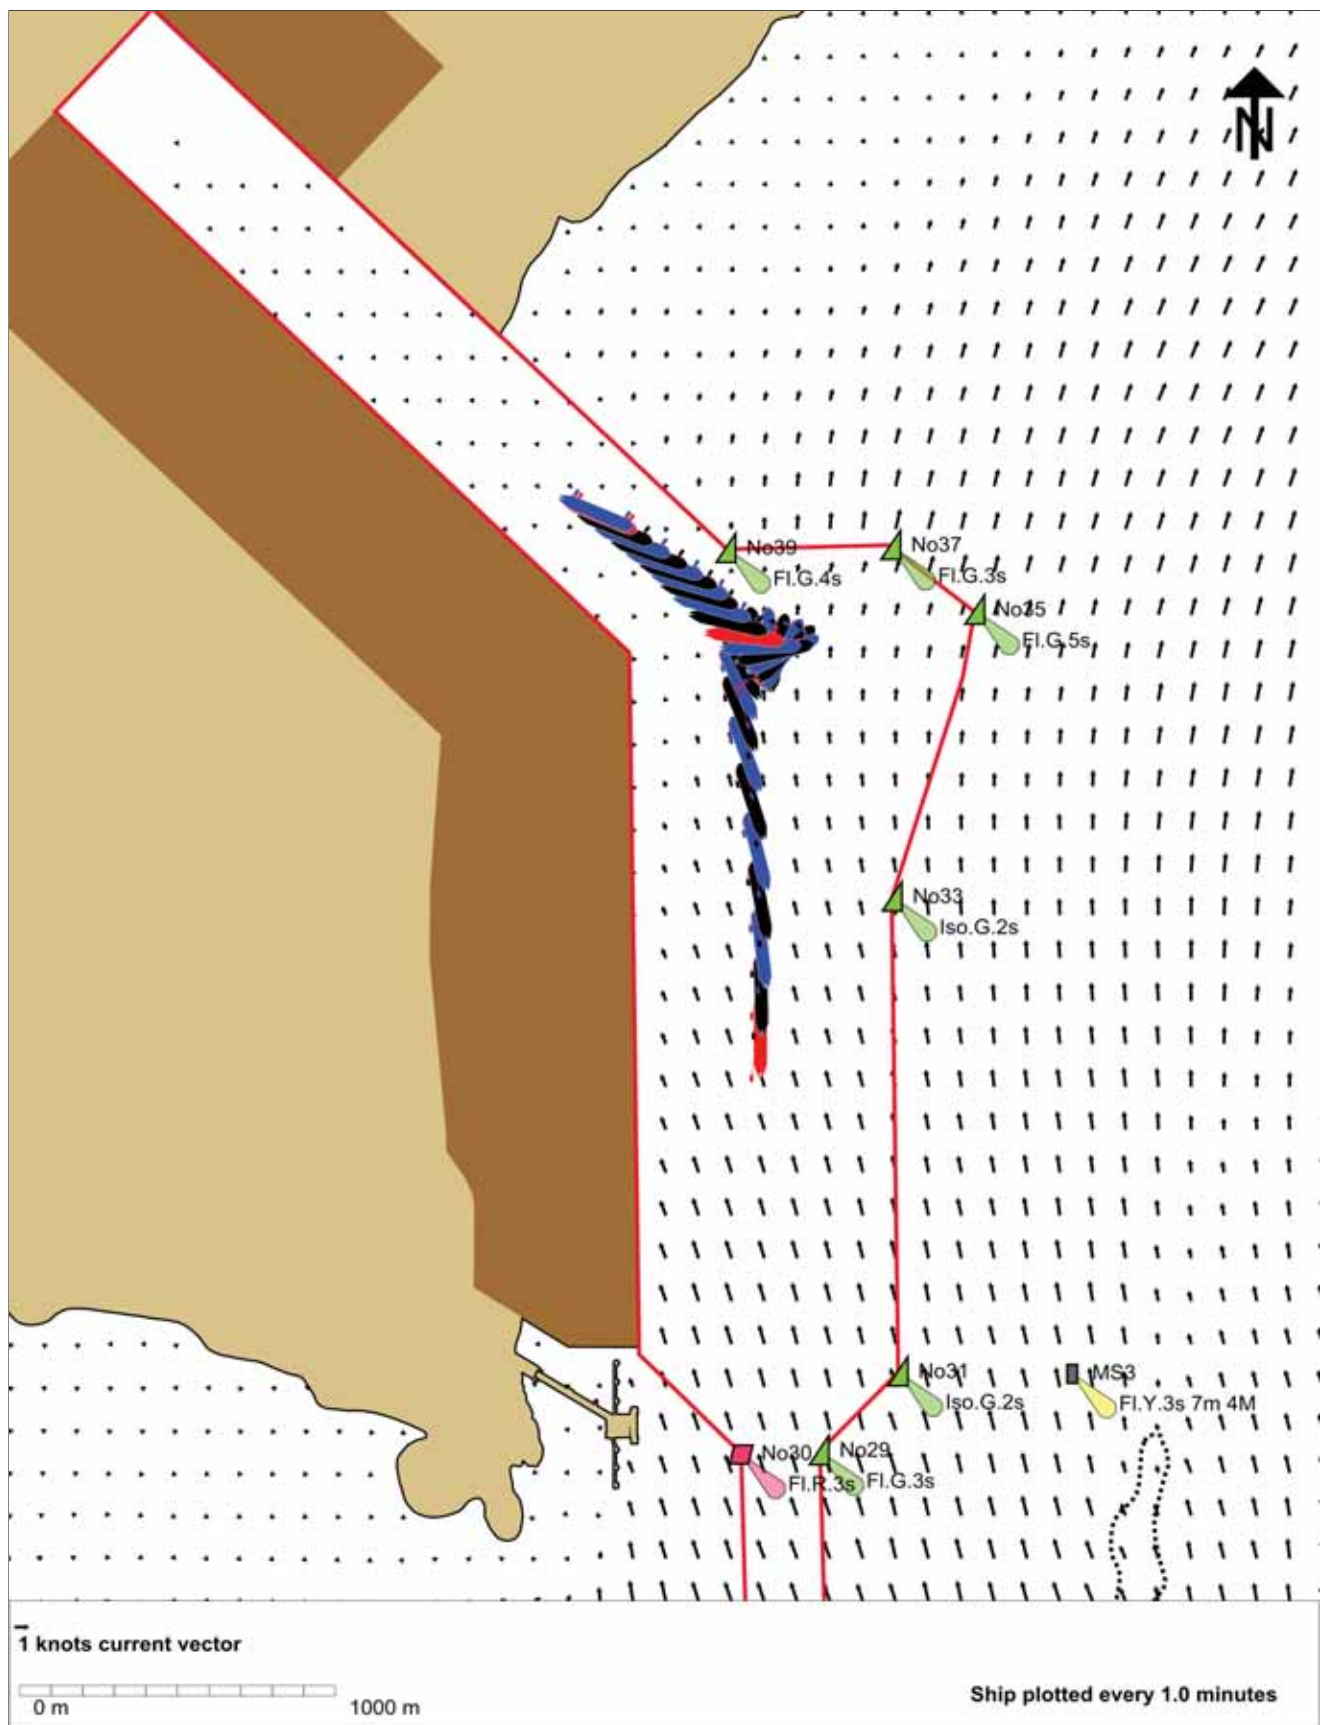 N
No39
Fl.G.4s
No37
Fl.G.3s
No35
Fl.G.5s
No33
Iso.G.2s
No31
Iso.G.2s
MS3
Fl.Y.3s 7m 4M
No30
Fl.R.3s
No29
Fl.G.3s
1 knots current vector
0 m
1000 m
Ship plotted every 1.0 minutes